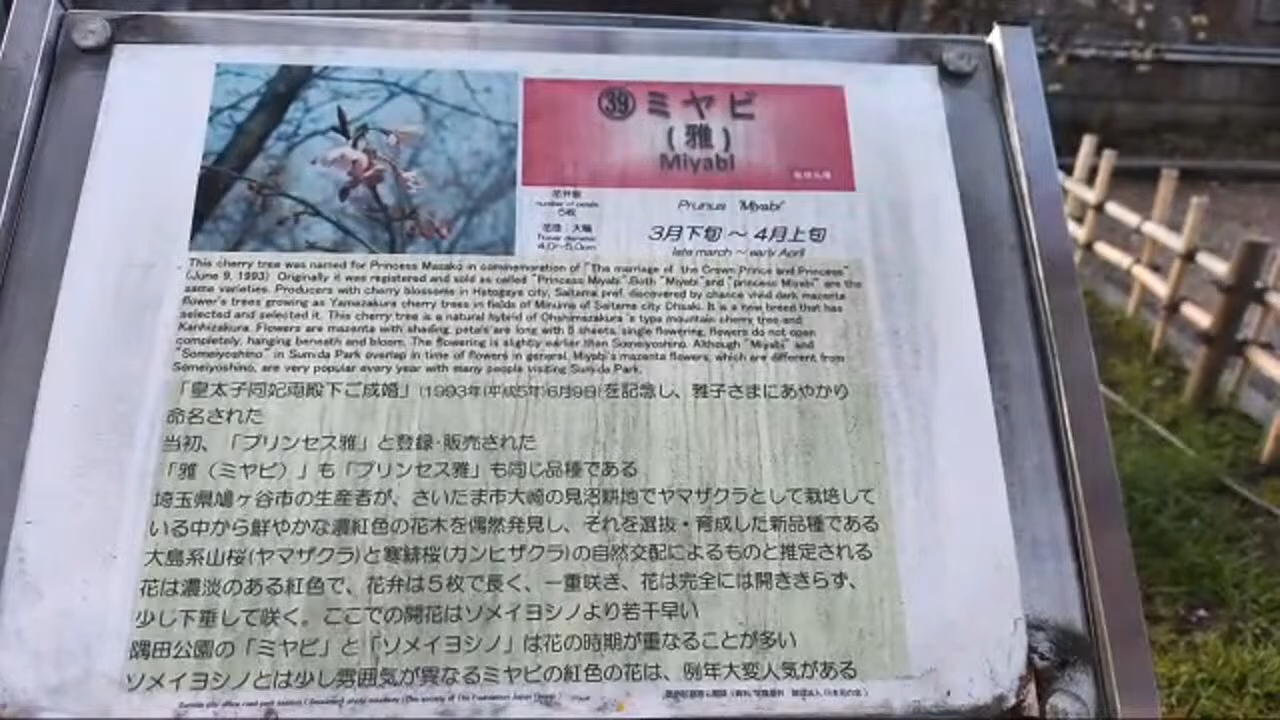 ㊴ ミヤビ
(雅)
Miyabi
花弁数
number of petals
5枚
花径:大輪
flower diameter
4.0~5.0cm
Prunus 'Miyabi'
3月下旬 ~ 4月上旬
late march ~ early April
This cherry tree was named for Princess Masako in commemoration of "The marriage of the Crown Prince and Princess"
(June 9, 1993) Originally it was registered and sold as called "Princess Miyabi".Both "Miyabi" and "princess Miyabi" are the
same varieties. Producers with cherry blossoms in Hatogaya city, Saitama pref. discovered by chance vivid dark mazenta
flower's trees growing as Yamazakura cherry trees in fields of Minuma of Saitama city Ohsaki. It is a new breed that has
selected and selected it. This cherry tree is a natural hybrid of Ohshimazakura 's type mountain cherry tree and
Kanhizakura. Flowers are mazenta with shading, petals are long with 5 sheets, single flowering, flowers do not open
completely, hanging beneath and bloom. The flowering is slightly earlier than Someiyoshino. Although "Miyabi" and
"Someiyoshino" in Sumida Park overlap in time of flowers in general, Miyabi's mazenta flowers, which are different from
Someiyoshino, are very popular every year with many people visiting Sumida Park.
「皇太子同妃両殿下ご成婚」(1993年(平成5年)6月9日)を記念し、雅子さまにあやかり
命名された
当初、「プリンセス雅」と登録・販売された
「雅(ミヤビ)」も「プリンセス雅」も同じ品種である
埼玉県鳩ヶ谷市の生産者が、さいたま市大崎の見沼耕地でヤマザクラとして栽培して
いる中から鮮やかな濃紅色の花木を偶然発見し、それを選抜・育成した新品種である
大島系山桜(ヤマザクラ)と寒緋桜(カンヒザクラ)の自然交配によるものと推定される
花は濃淡のある紅色で、花弁は5枚で長く、一重咲き、花は完全には開ききらず、
少し下垂して咲く。ここでの開花はソメイヨシノより若干早い
隅田公園の「ミヤビ」と「ソメイヨシノ」は花の時期が重なることが多い
ソメイヨシノとは少し雰囲気が異なるミヤビの紅色の花は、例年大変人気がある